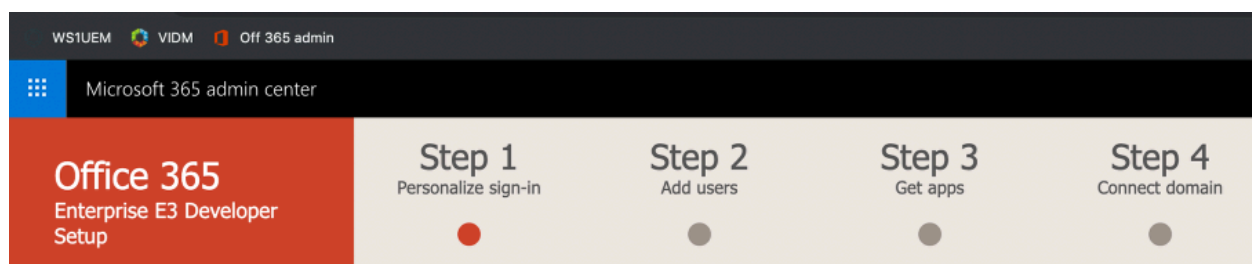 WS1UEM VIDM Off 365 admin
Microsoft 365 admin center
Office 365
Enterprise E3 Developer
Setup
Step 1
Personalize sign-in
Step 2
Add users
Step 3
Get apps
Step 4
Connect domain